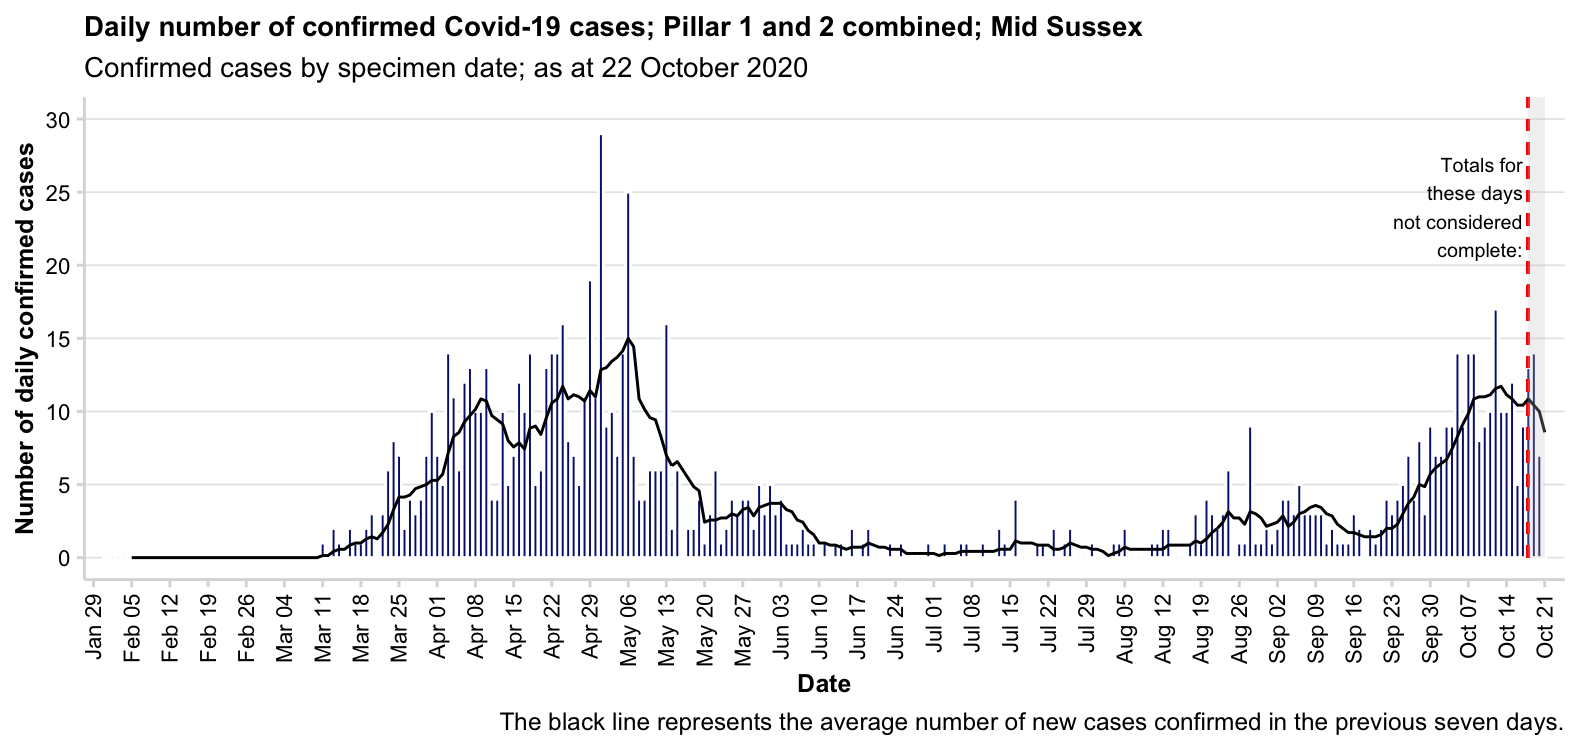 Daily number of confirmed Covid-19 cases; Pillar 1 and 2 combined; Mid Sussex
Confirmed cases by specimen date; as at 22 October 2020
Number of daily confirmed cases
30
25
20
15
10
5
0
Totals for
these days
not considered
complete:
Jan 29
Feb 05
Feb 12
Feb 19
Feb 26
Mar 04
Mar 11
Mar 18
Mar 25
Apr 01
Apr 08
Apr 15
Apr 22
Apr 29
May 06
May 13
May 20
May 27
Jun 03
Jun 10
Jun 17
Jun 24
Jul 01
Jul 08
Jul 15
Jul 22
Jul 29
Aug 05
Aug 12
Aug 19
Aug 26
Sep 02
Sep 09
Sep 16
Sep 23
Sep 30
Oct 07
Oct 14
Oct 21
Date
The black line represents the average number of new cases confirmed in the previous seven days.